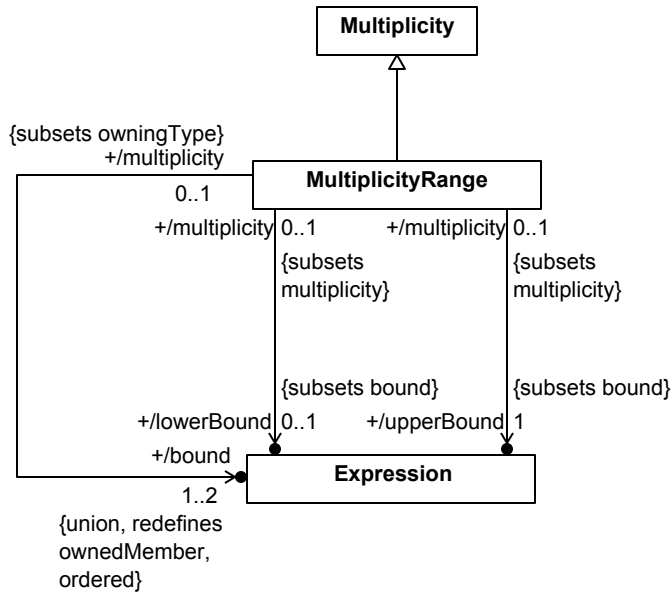 Multiplicity
{subsets owningType}
+/multiplicity
MultiplicityRange
0..1
+/multiplicity 0..1
+/multiplicity 0..1
{subsets
multiplicity}
{subsets
multiplicity}
{subsets bound}
{subsets bound}
+/lowerBound 0..1
+/upperBound 1
+/bound
Expression
1..2
{union, redefines
ownedMember,
ordered}